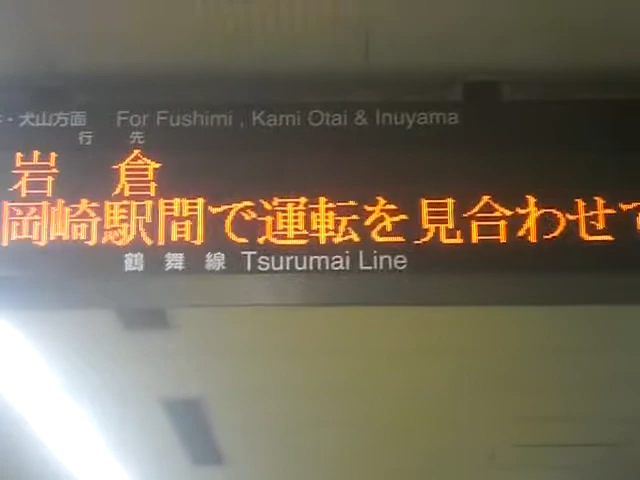 ・犬山方面 For Fushimi , Kami Otai & Inuyama
行先
岩倉
岡崎駅間で運転を見合わせて
鶴舞線 Tsurumai Line